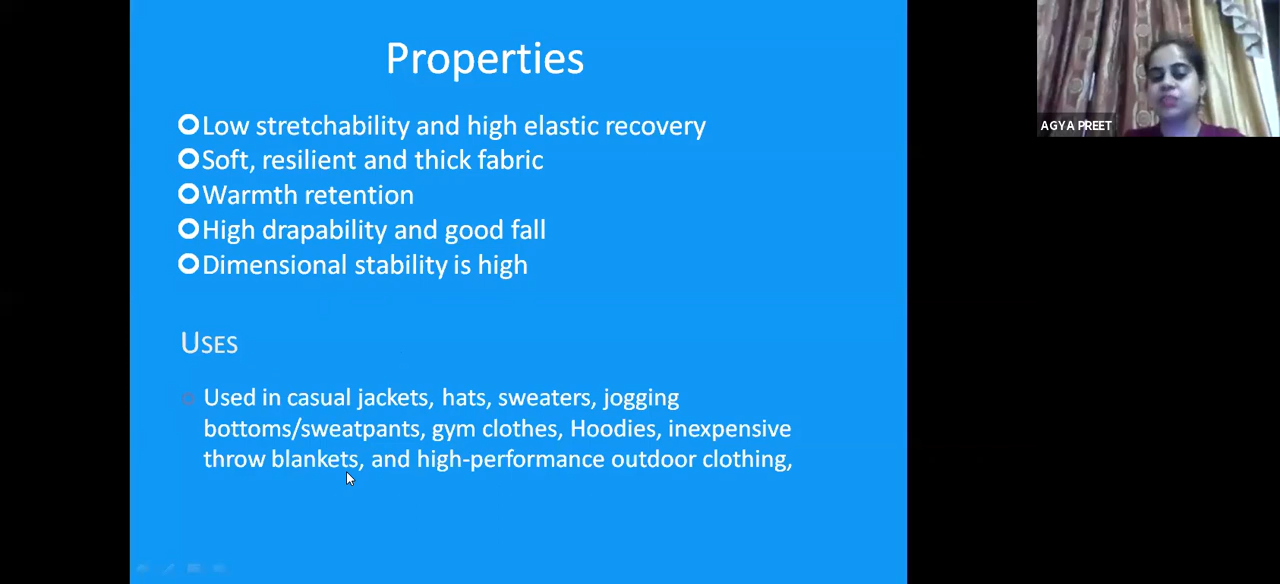 Properties
Low stretchability and high elastic recovery
Soft, resilient and thick fabric
Warmth retention
High drapability and good fall
Dimensional stability is high
USES
Used in casual jackets, hats, sweaters, jogging
bottoms/sweatpants, gym clothes, Hoodies, inexpensive
throw blankets, and high-performance outdoor clothing,
AGYA PREET